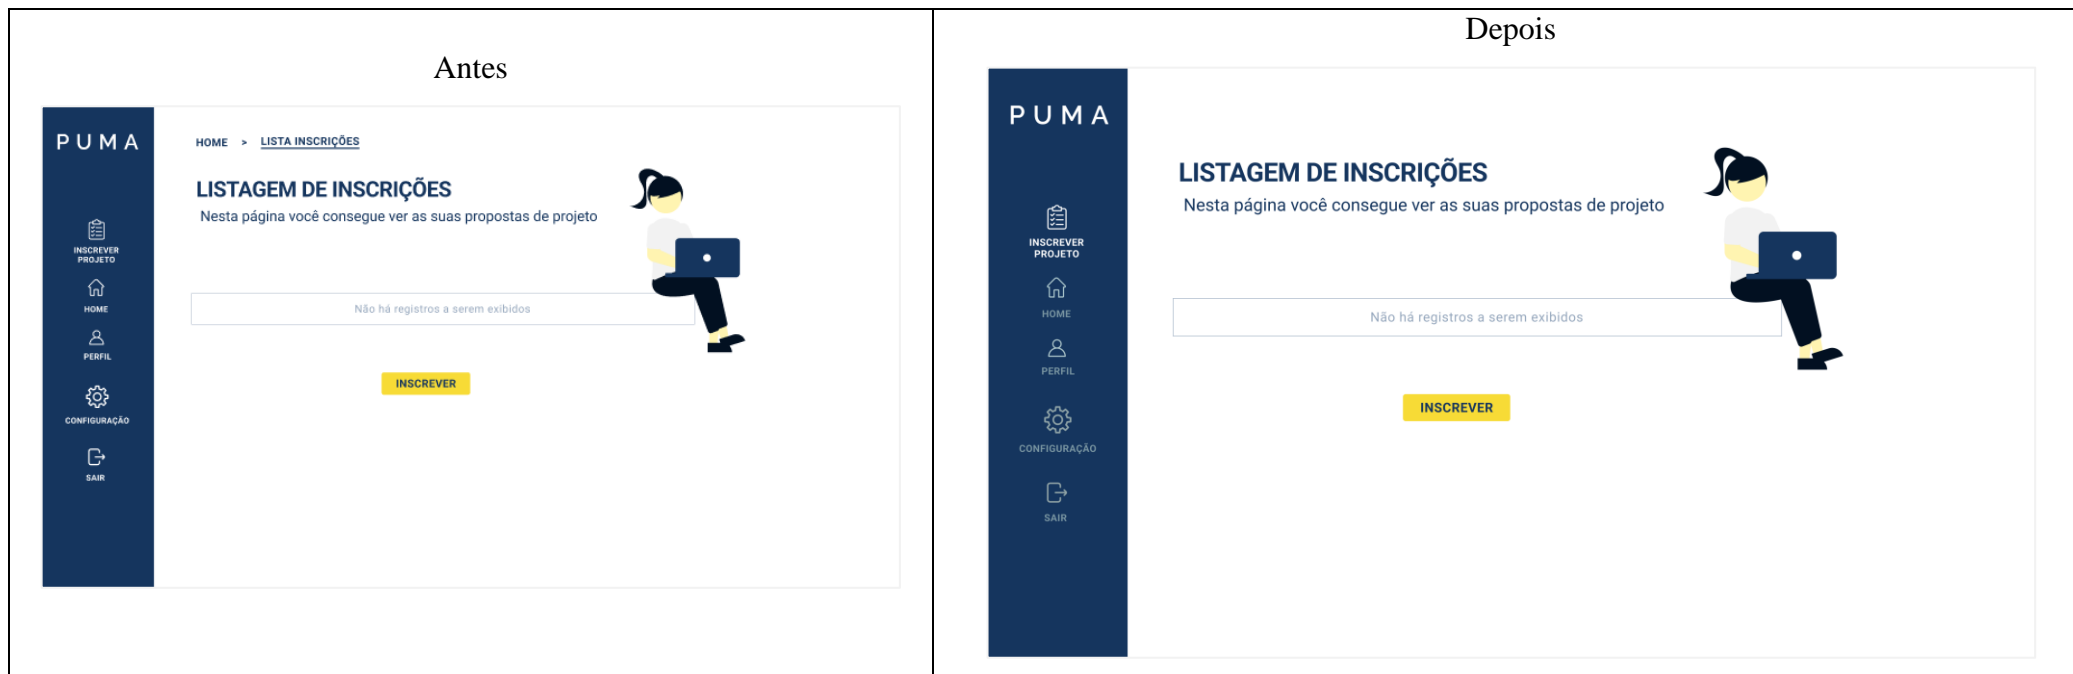 Antes
PUMA
HOME > LISTA INSCRIÇÕES
LISTAGEM DE INSCRIÇÕES
Nesta página você consegue ver as suas propostas de projeto
INSCREVER
PROJETO
HOME
Não há registros a serem exibidos
PERFIL
INSCREVER
CONFIGURAÇÃO
SAIR
Depois
PUMA
LISTAGEM DE INSCRIÇÕES
Nesta página você consegue ver as suas propostas de projeto
INSCREVER
PROJETO
HOME
Não há registros a serem exibidos
PERFIL
INSCREVER
CONFIGURAÇÃO
SAIR